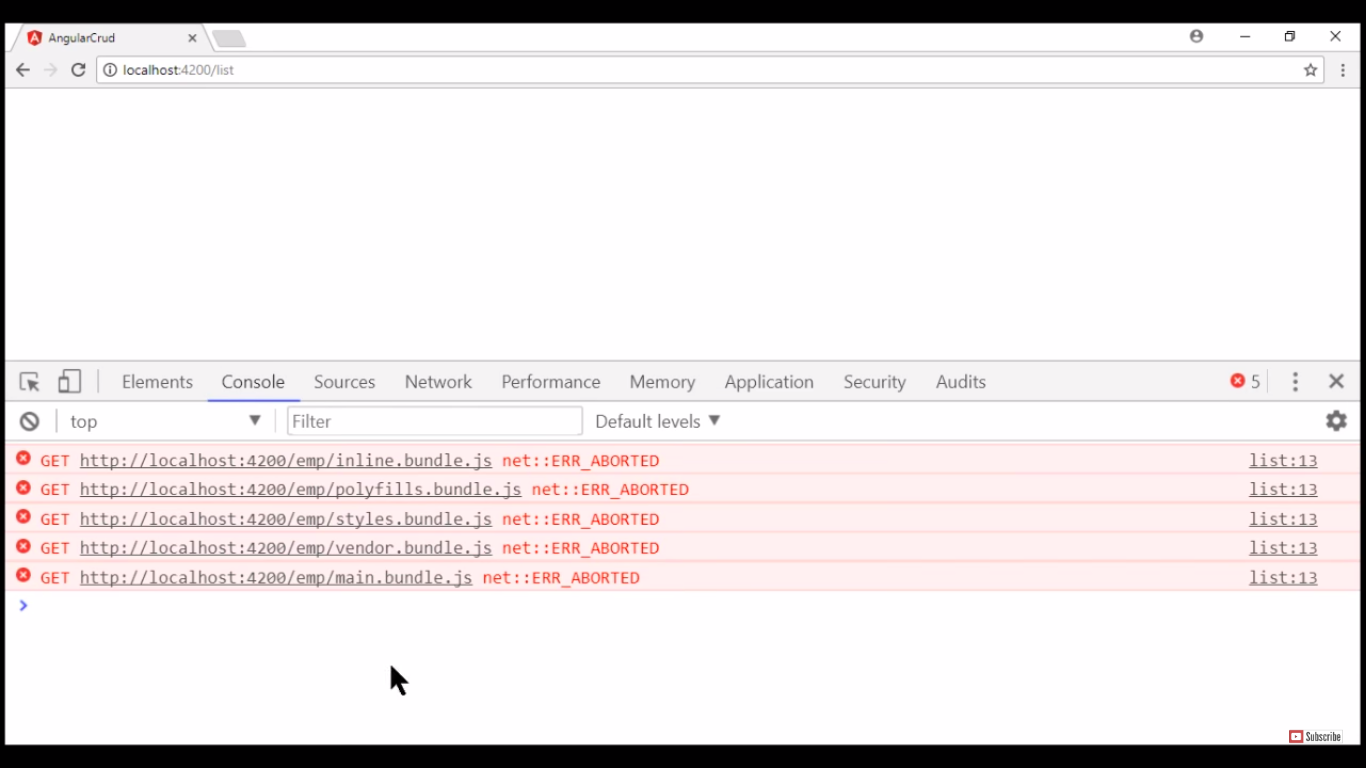 AngularCrud
localhost:4200/list
Elements Console Sources Network Performance Memory Application Security Audits 5
top Filter Default levels
GET http://localhost:4200/emp/inline.bundle.js net::ERR_ABORTED list:13
GET http://localhost:4200/emp/polyfills.bundle.js net::ERR_ABORTED list:13
GET http://localhost:4200/emp/styles.bundle.js net::ERR_ABORTED list:13
GET http://localhost:4200/emp/vendor.bundle.js net::ERR_ABORTED list:13
GET http://localhost:4200/emp/main.bundle.js net::ERR_ABORTED list:13
Subscribe